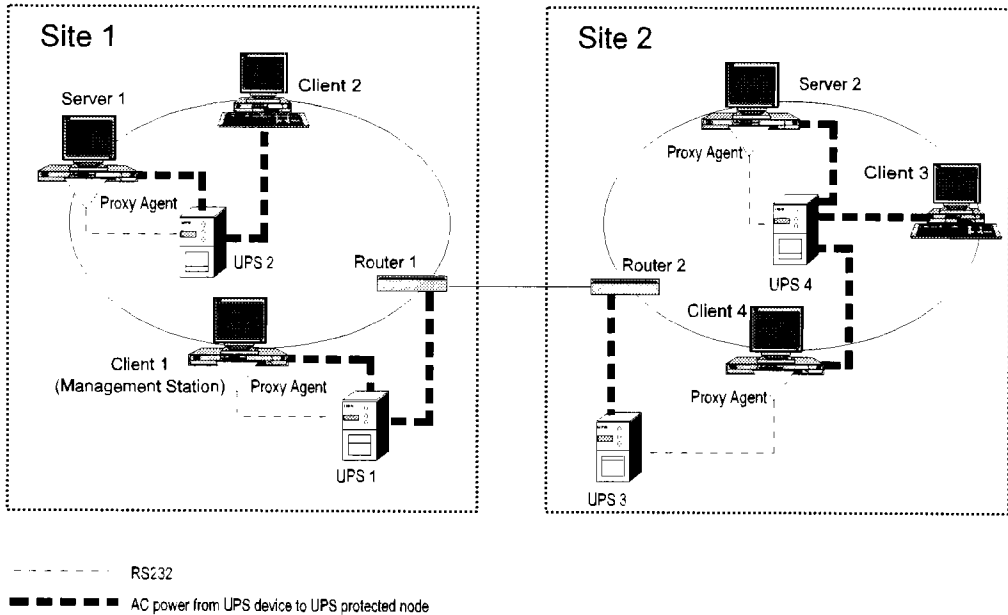 Site 1
Client 2
Server 1
Proxy Agent
UPS 2
Router 1
Client 1
(Management Station)
Proxy Agent
UPS 1
Site 2
Server 2
Proxy Agent
Client 3
UPS 4
Router 2
Client 4
Proxy Agent
UPS 3
RS232
AC power from UPS device to UPS protected node